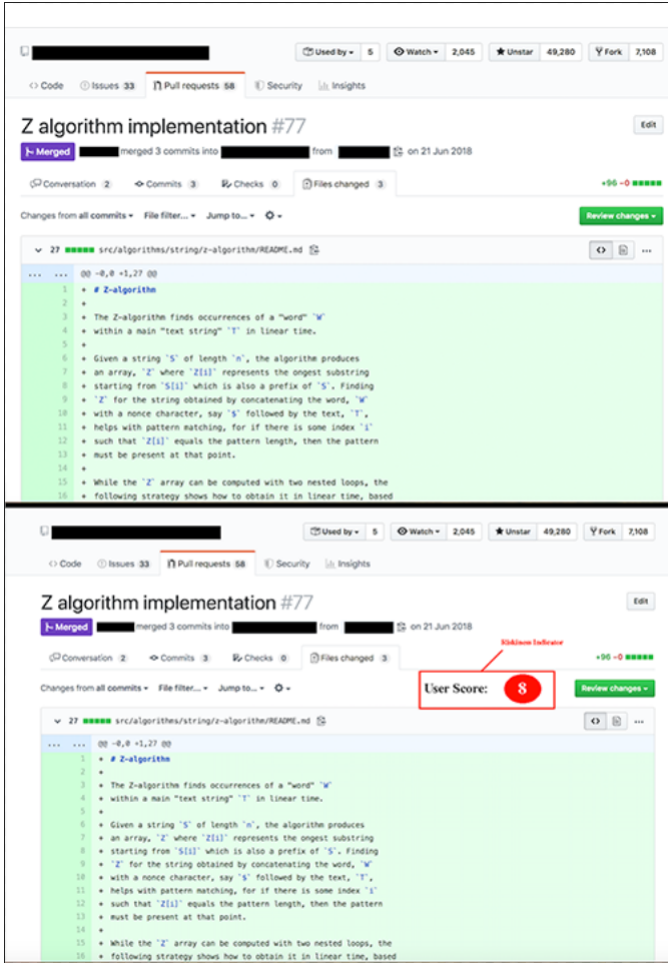 Used by 5 Watch 2,045 Unstar 49,280 Fork 7,108
Code Issues 33 Pull requests 58 Security Insights
Z algorithm implementation #77 Edit
Merged merged 3 commits into from on 21 Jun 2018
Conversation 2 Commits 3 Checks 0 Files changed 3 +96 −0
Changes from all commits File filter... Jump to... Review changes
27 src/algorithms/string/z-algorithm/README.md ...
... ... @@ -0,0 +1,27 @@
1 + # Z-algorithm
2 +
3 + The Z-algorithm finds occurrences of a "word" `W`
4 + within a main "text string" `T` in linear time.
5 +
6 + Given a string `S` of length `n`, the algorithm produces
7 + an array, `Z` where `Z[i]` represents the ongest substring
8 + starting from `S[i]` which is also a prefix of `S`. Finding
9 + `Z` for the string obtained by concatenating the word, `W`
10 + with a nonce character, say `$` followed by the text, `T`,
11 + helps with pattern matching, for if there is some index `i`
12 + such that `Z[i]` equals the pattern length, then the pattern
13 + must be present at that point.
14 +
15 + While the `Z` array can be computed with two nested loops, the
16 + following strategy shows how to obtain it in linear time, based
Used by 5 Watch 2,045 Unstar 49,280 Fork 7,108
Code Issues 33 Pull requests 58 Security Insights
Z algorithm implementation #77 Edit
Merged merged 3 commits into from on 21 Jun 2018
Riskiness Indicator
Conversation 2 Commits 3 Checks 0 Files changed 3 +96 −0
Changes from all commits File filter... Jump to... User Score: 8 Review changes
27 src/algorithms/string/z-algorithm/README.md ...
... ... @@ -0,0 +1,27 @@
1 + # Z-algorithm
2 +
3 + The Z-algorithm finds occurrences of a "word" `W`
4 + within a main "text string" `T` in linear time.
5 +
6 + Given a string `S` of length `n`, the algorithm produces
7 + an array, `Z` where `Z[i]` represents the ongest substring
8 + starting from `S[i]` which is also a prefix of `S`. Finding
9 + `Z` for the string obtained by concatenating the word, `W`
10 + with a nonce character, say `$` followed by the text, `T`,
11 + helps with pattern matching, for if there is some index `i`
12 + such that `Z[i]` equals the pattern length, then the pattern
13 + must be present at that point.
14 +
15 + While the `Z` array can be computed with two nested loops, the
16 + following strategy shows how to obtain it in linear time, based